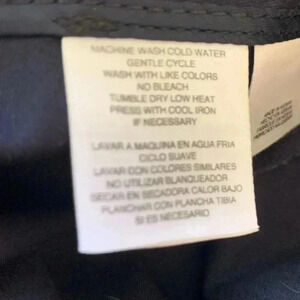 MACHINE WASH COLD WATER
GENTLE CYCLE
WASH WITH LIKE COLORS
NO BLEACH
TUMBLE DRY LOW HEAT
PRESS WITH COOL IRON
IF NECESSARY
LAVAR A MAQUINA EN AGUA FRIA
CICLO SUAVE
LAVAR CON COLORES SIMILARES
NO UTILIZAR BLANQUEADOR
SECAR EN SECADORA CALOR BAJO
PLANCHAR CON PLANCHA TIBIA
SI ES NECESARIO